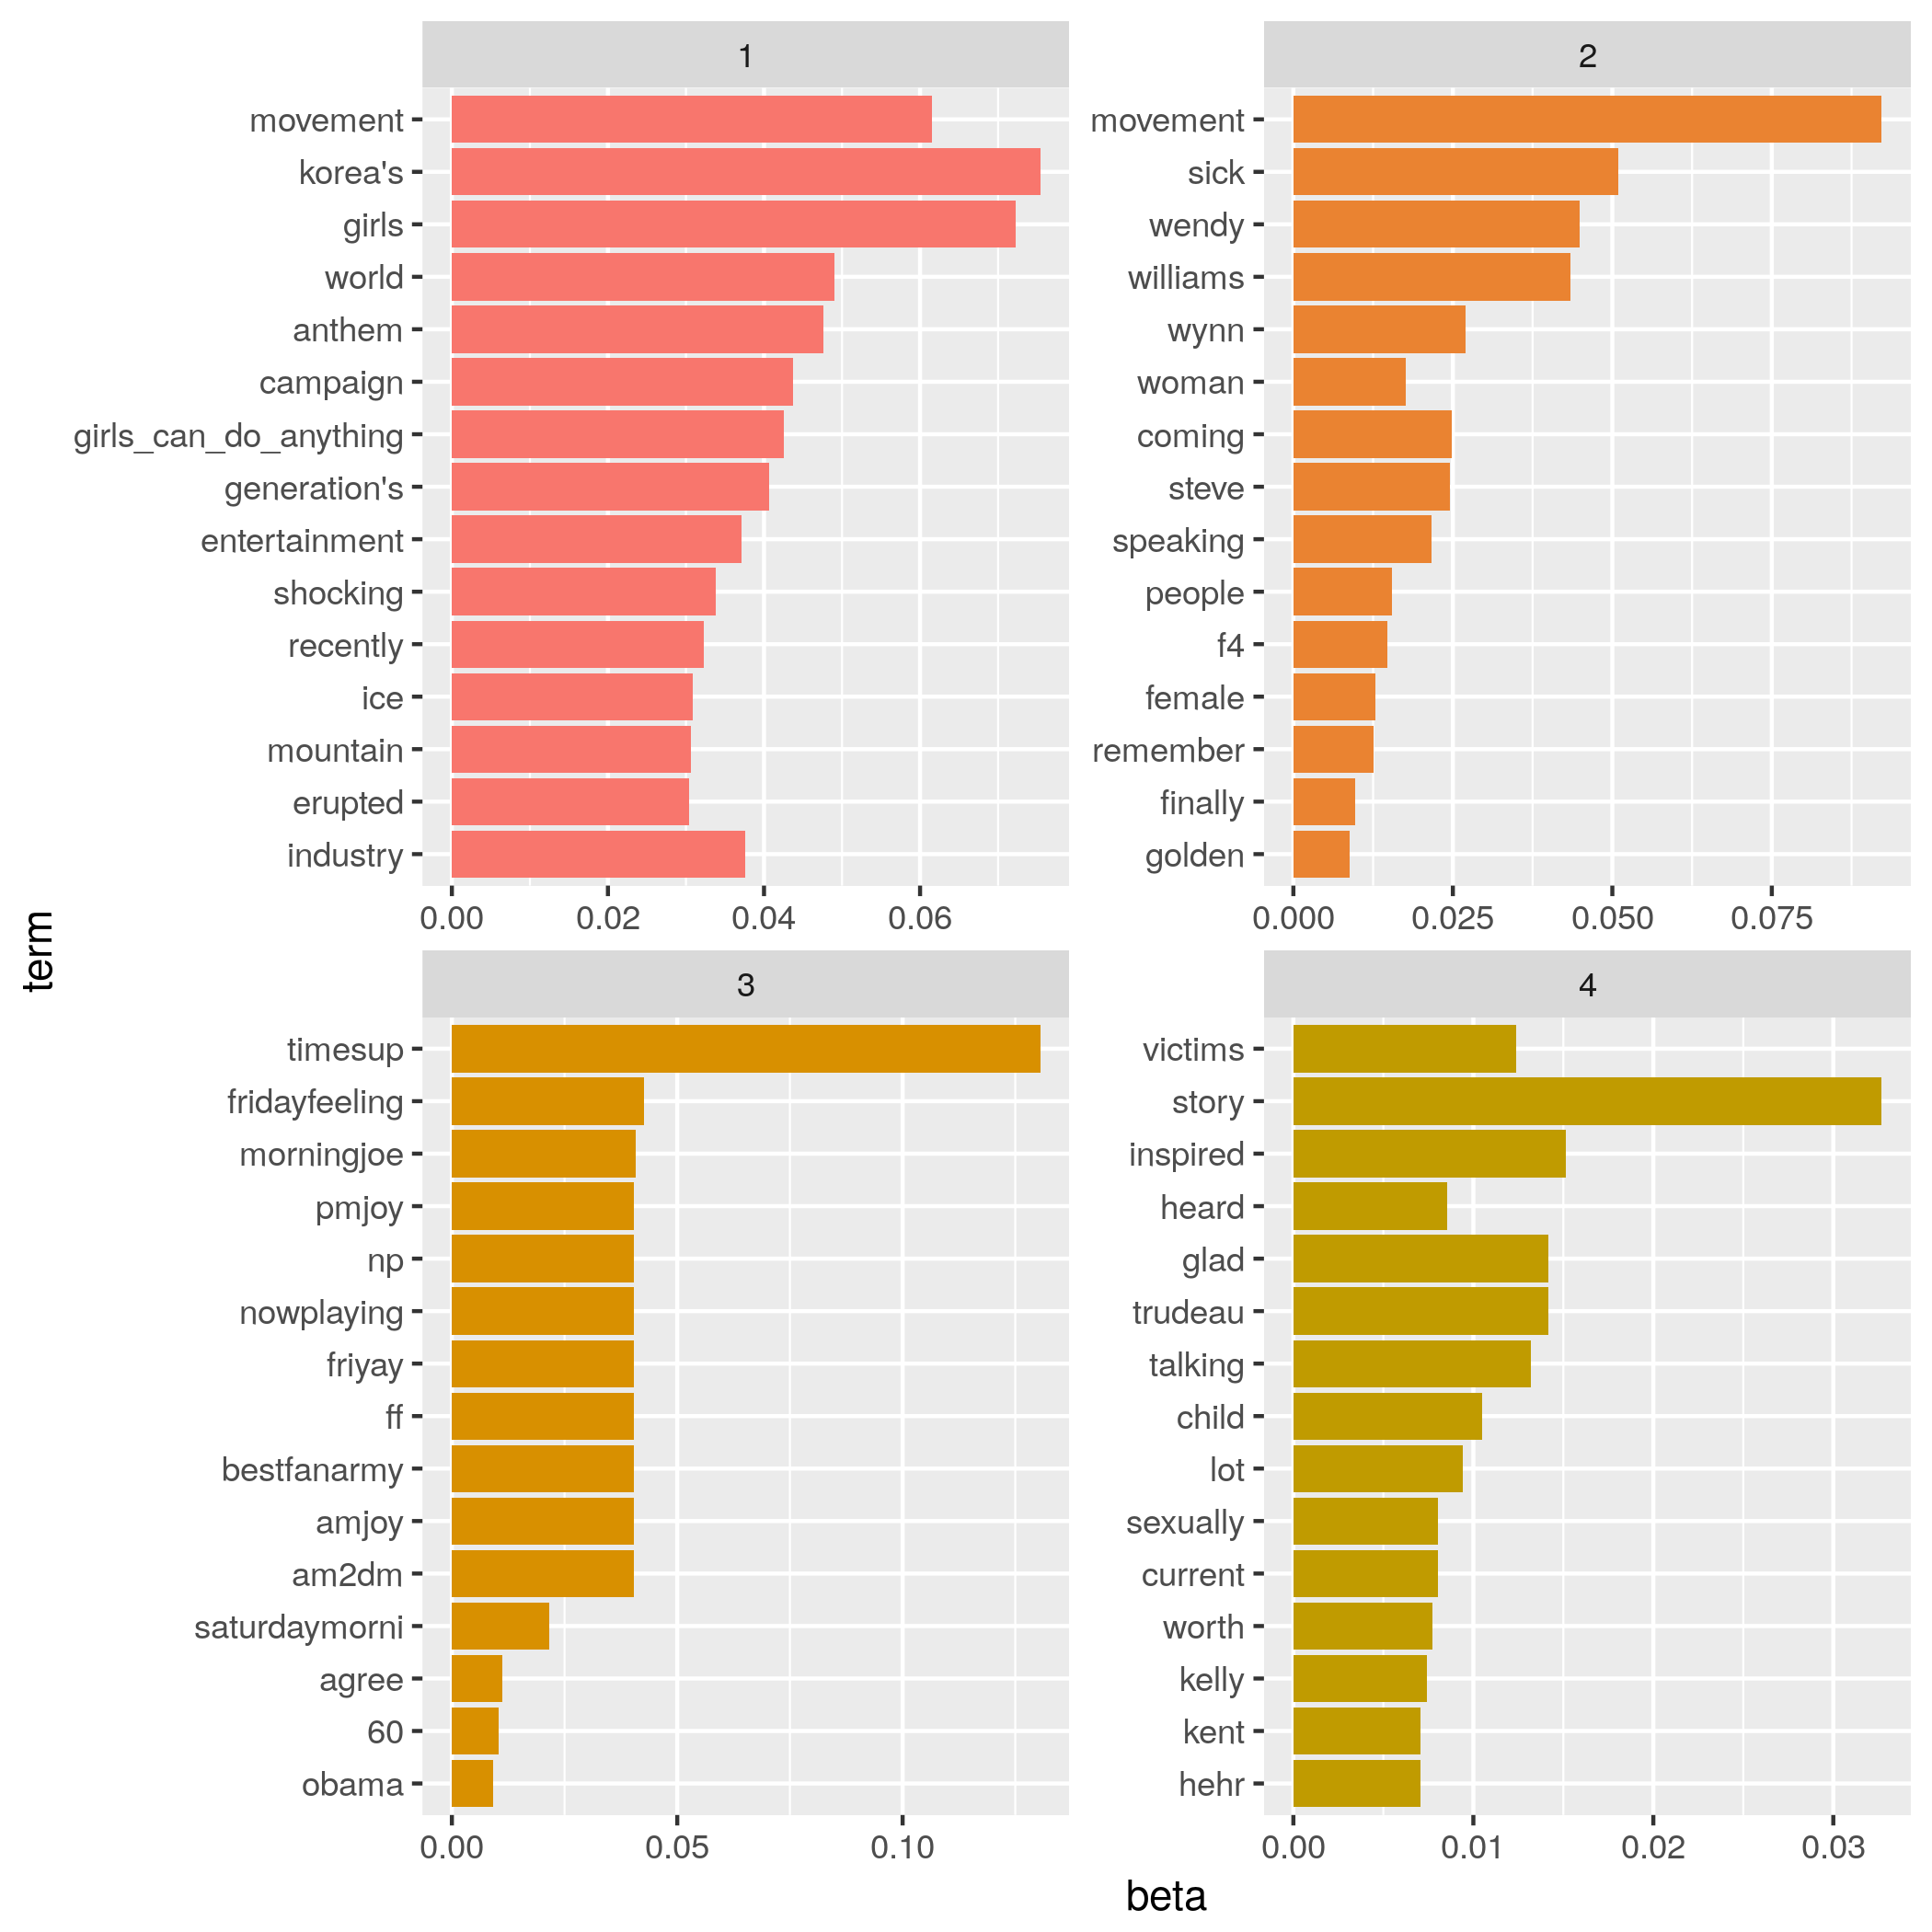 1
movement
korea's
girls
world
anthem
campaign
girls_can_do_anything
generation's
entertainment
shocking
recently
ice
mountain
erupted
industry
0.00 0.02 0.04 0.06
2
movement
sick
wendy
williams
wynn
woman
coming
steve
speaking
people
f4
female
remember
finally
golden
0.000 0.025 0.050 0.075
term
3
timesup
fridayfeeling
morningjoe
pmjoy
np
nowplaying
friyay
ff
bestfanarmy
amjoy
am2dm
saturdaymorni
agree
60
obama
0.00 0.05 0.10
4
victims
story
inspired
heard
glad
trudeau
talking
child
lot
sexually
current
worth
kelly
kent
hehr
0.00 0.01 0.02 0.03
beta